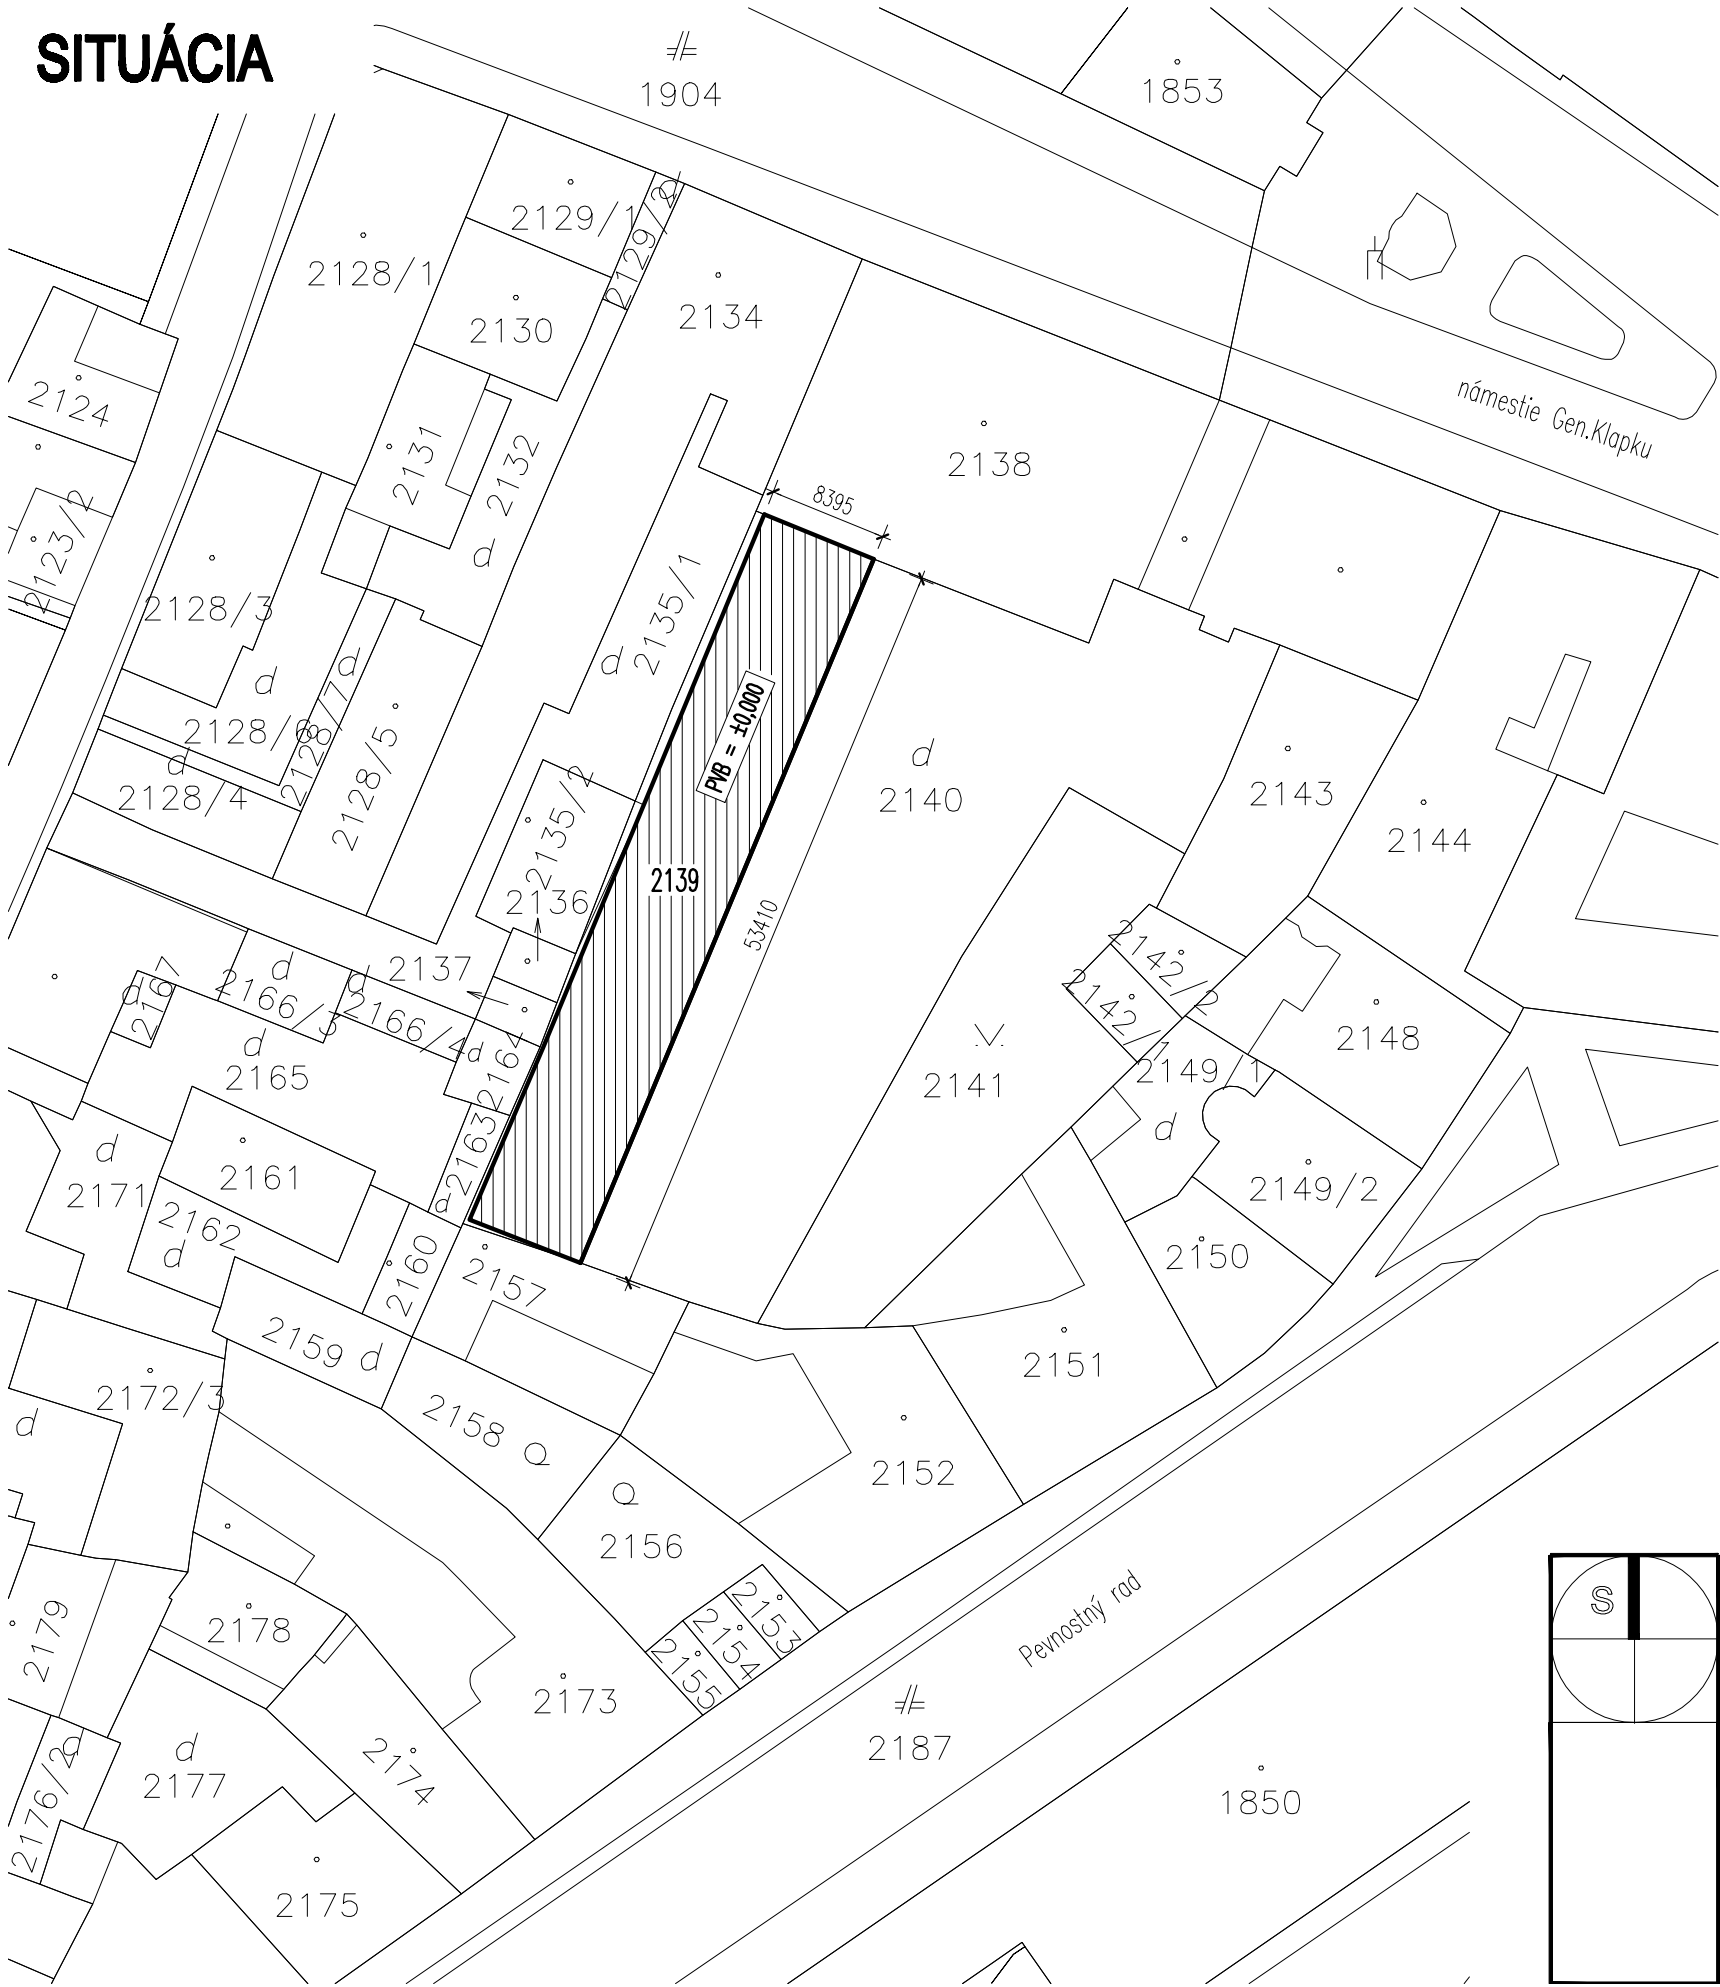 SITUÁCIA
1904
1853
2129/1
2129/2
2128/1
2130
2134
2124
námestie Gen.Klapku
2131
2132
2138
8395
2123/2
d
2128/3
2135/1
d
d
d
2128/6
2128/7
2128/5
PVB = ±0,000
d
2128/4
d
2140
2143
2144
2135/2
2139
2136
53410
2142/2
2137
d
2166/3
d
2166/4
d
2167
2142/1
d
2165
d
2164
2148
2141
2149/1
d
2163
d
2171
2161
d
2149/2
2162
d
2160
2157
2150
2159 d
2151
2172/3
d
2158
2152
2156
2153
2154
2155
Pevnostný rad
S
2179
2178
2173
2187
d
2176/2
d
2177
2174
1850
2175